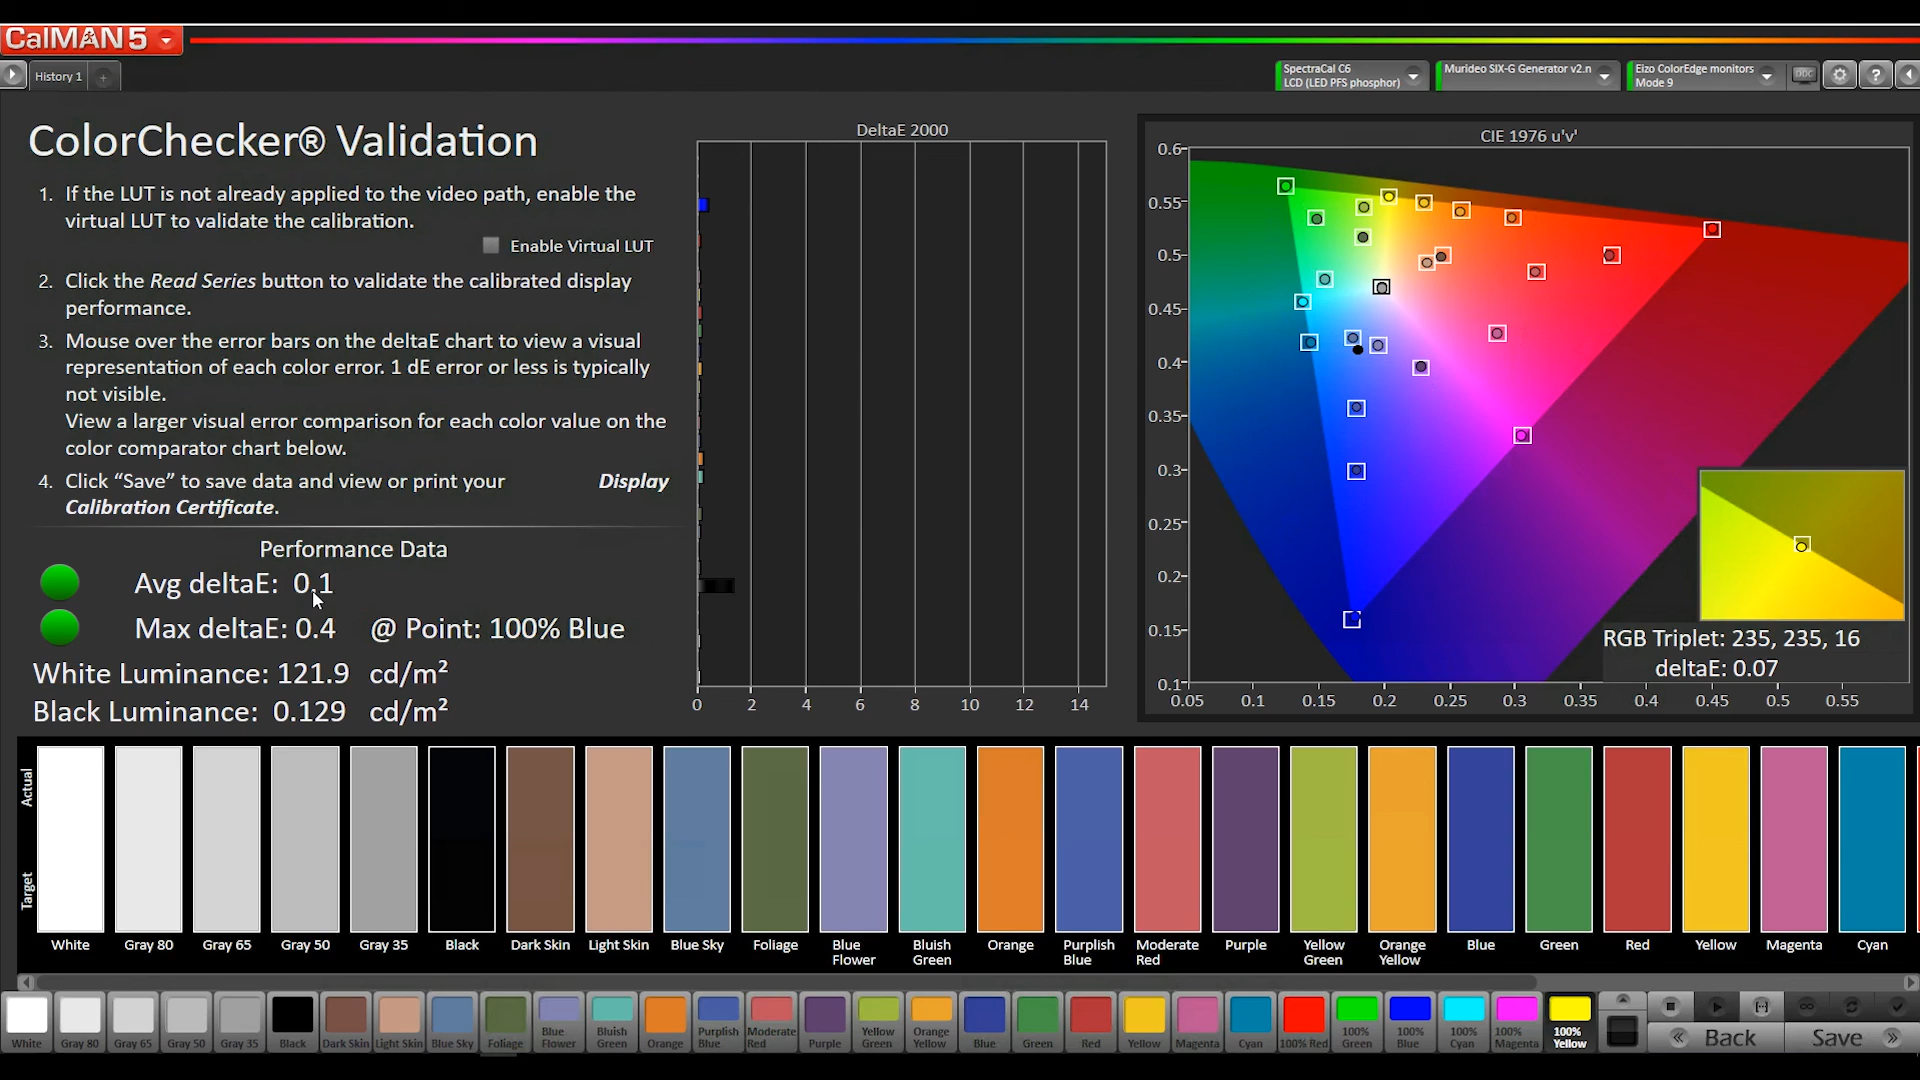 CalMAN 5
History 1
+
SpectraCal C6
LCD (LED PFS phosphor)
Murideo SIX-G Generator v2.n
Eizo ColorEdge monitors
Mode 9
DDC
?
ColorChecker® Validation
1. If the LUT is not already applied to the video path, enable the
virtual LUT to validate the calibration.
Enable Virtual LUT
2. Click the Read Series button to validate the calibrated display
performance.
3. Mouse over the error bars on the deltaE chart to view a visual
representation of each color error. 1 dE error or less is typically
not visible.
View a larger visual error comparison for each color value on the
color comparator chart below.
4. Click “Save” to save data and view or print your Display
Calibration Certificate.
Performance Data
Avg deltaE: 0.1
Max deltaE: 0.4 @ Point: 100% Blue
White Luminance: 121.9 cd/m²
Black Luminance: 0.129 cd/m²
DeltaE 2000
0 2 4 6 8 10 12 14
CIE 1976 u'v'
0.6
0.55
0.5
0.45
0.4
0.35
0.3
0.25
0.2
0.15
0.1
0.05 0.1 0.15 0.2 0.25 0.3 0.35 0.4 0.45 0.5 0.55
RGB Triplet: 235, 235, 16
deltaE: 0.07
Actual
Target
White Gray 80 Gray 65 Gray 50 Gray 35 Black Dark Skin Light Skin Blue Sky Foliage Blue Flower Bluish Green Orange Purplish Blue Moderate Red Purple Yellow Green Orange Yellow Blue Green Red Yellow Magenta Cyan
White Gray 80 Gray 65 Gray 50 Gray 35 Black Dark Skin Light Skin Blue Sky Foliage Blue Flower Bluish Green Orange Purplish Blue Moderate Red Purple Yellow Green Orange Yellow Blue Green Red Yellow Magenta Cyan 100% Red 100% Green 100% Blue 100% Cyan 100% Magenta 100% Yellow
Back
Save